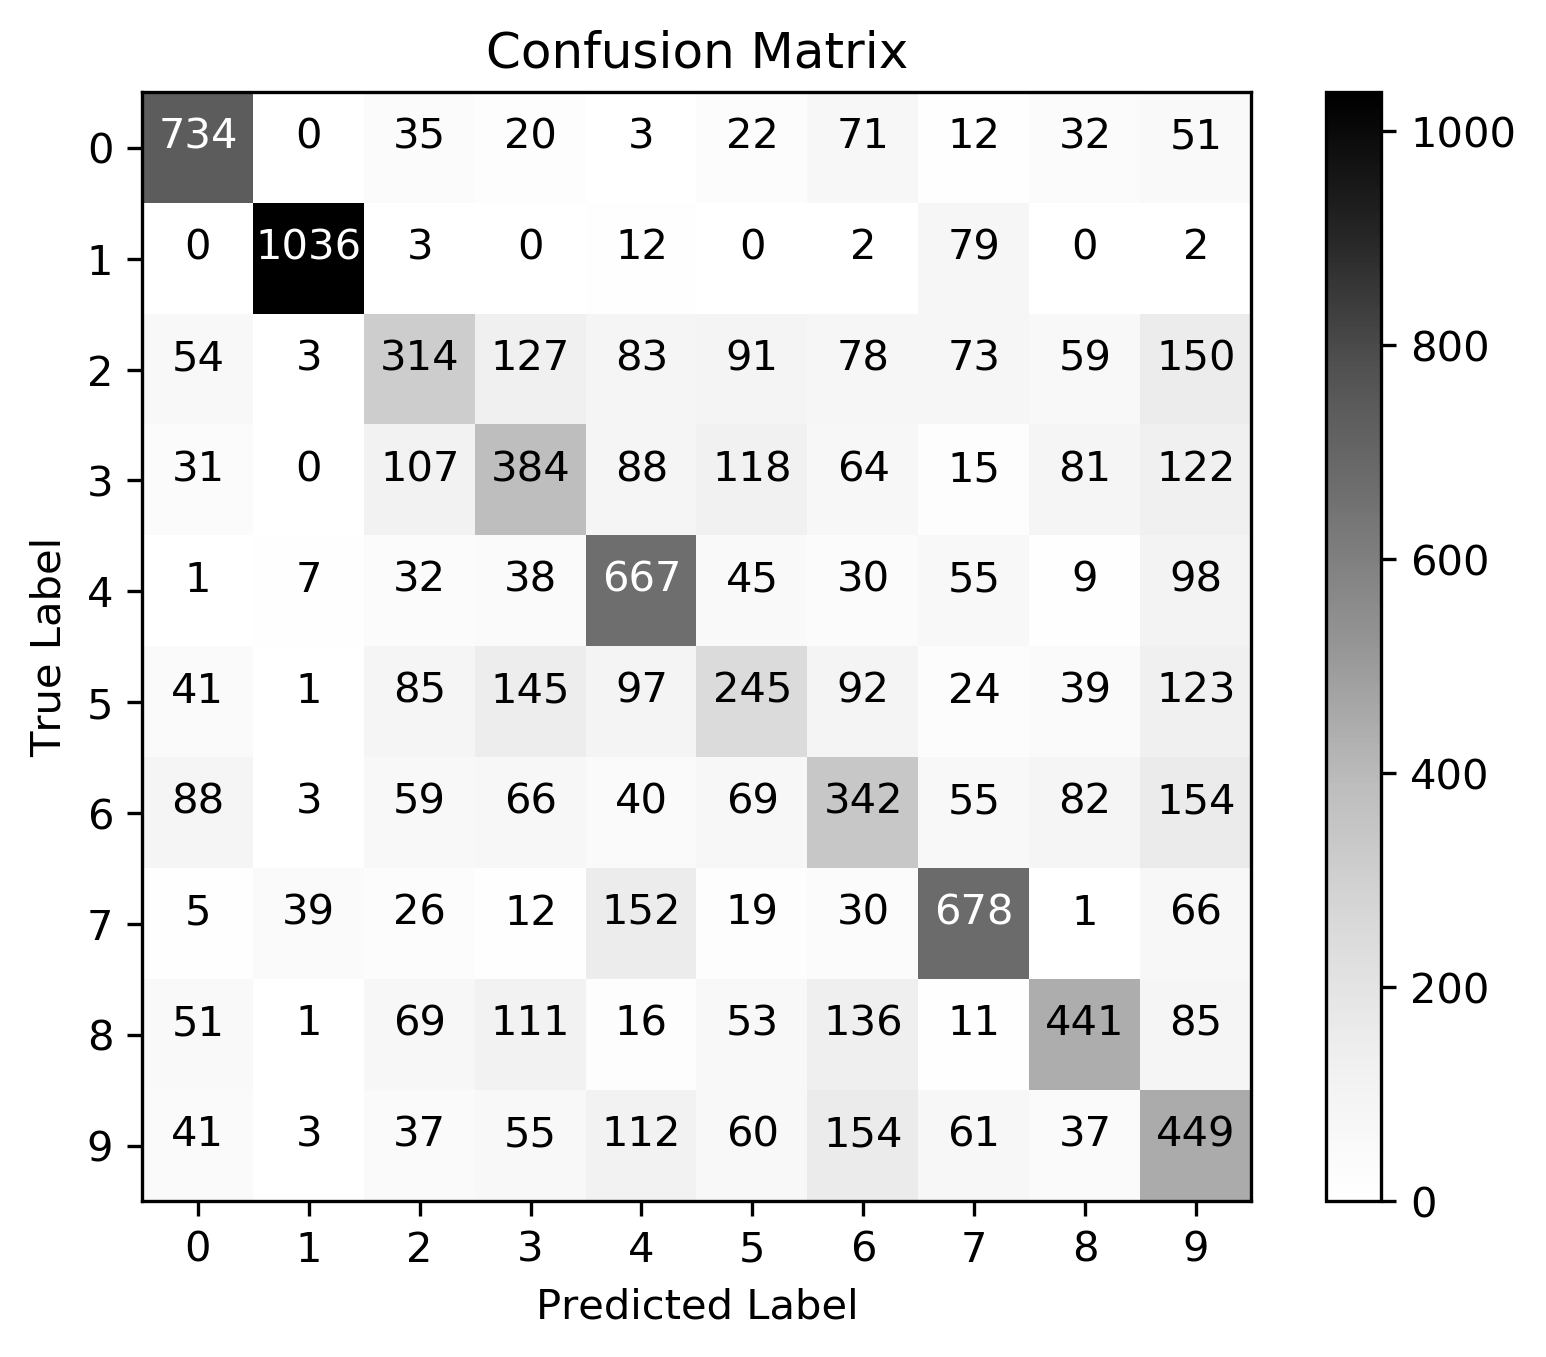 Confusion Matrix
0 734 0 35 20 3 22 71 12 32 51
1 0 1036 3 0 12 0 2 79 0 2
2 54 3 314 127 83 91 78 73 59 150
3 31 0 107 384 88 118 64 15 81 122
4 1 7 32 38 667 45 30 55 9 98
5 41 1 85 145 97 245 92 24 39 123
6 88 3 59 66 40 69 342 55 82 154
7 5 39 26 12 152 19 30 678 1 66
8 51 1 69 111 16 53 136 11 441 85
9 41 3 37 55 112 60 154 61 37 449
0 1 2 3 4 5 6 7 8 9
Predicted Label
True Label
1000
800
600
400
200
0